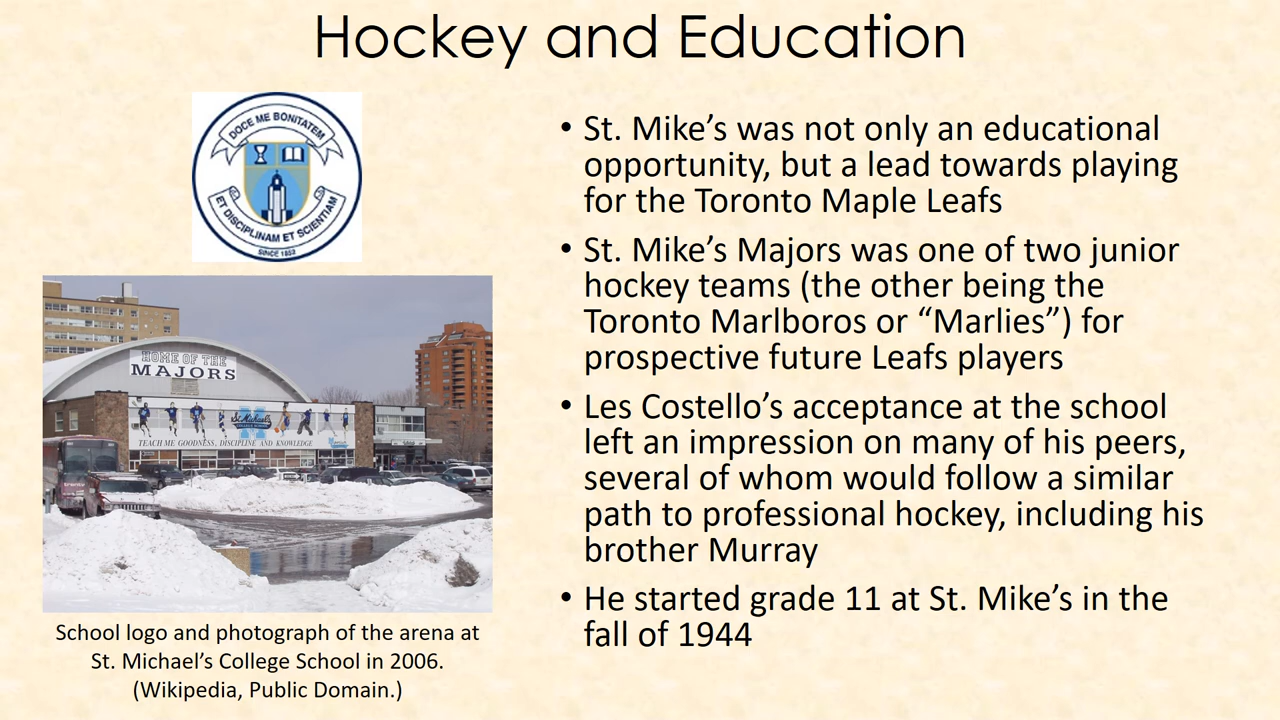 Hockey and Education
DOCE ME BONITATEM
ET DISCIPLINAM ET SCIENTIAM
SINCE 1852
HOME OF THE
MAJORS
St. Michael's
COLLEGE SCHOOL
TEACH ME GOODNESS, DISCIPLINE AND KNOWLEDGE
School logo and photograph of the arena at
St. Michael’s College School in 2006.
(Wikipedia, Public Domain.)
• St. Mike’s was not only an educational
opportunity, but a lead towards playing
for the Toronto Maple Leafs
• St. Mike’s Majors was one of two junior
hockey teams (the other being the
Toronto Marlboros or “Marlies”) for
prospective future Leafs players
• Les Costello’s acceptance at the school
left an impression on many of his peers,
several of whom would follow a similar
path to professional hockey, including his
brother Murray
• He started grade 11 at St. Mike’s in the
fall of 1944